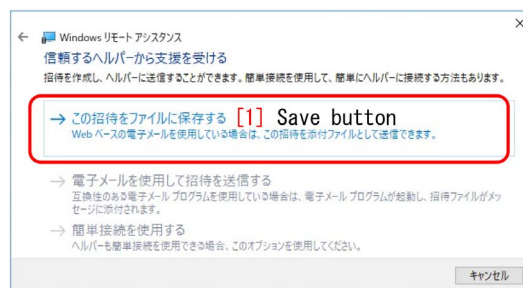 Windows リモート アシスタンス
信頼するヘルパーから支援を受ける
招待を作成し、ヘルパーに送信することができます。簡単接続を使用して、簡単にヘルパーに接続する方法もあります。
→ この招待をファイルに保存する [1] Save button
Web ベースの電子メールを使用している場合は、この招待を添付ファイルとして送信できます。
→ 電子メールを使用して招待を送信する
互換性のある電子メール プログラムを使用している場合は、電子メール プログラムが起動し、招待ファイルがメッ
セージに添付されます。
→ 簡単接続を使用する
ヘルパーも簡単接続を使用できる場合、このオプションを使用してください。
キャンセル